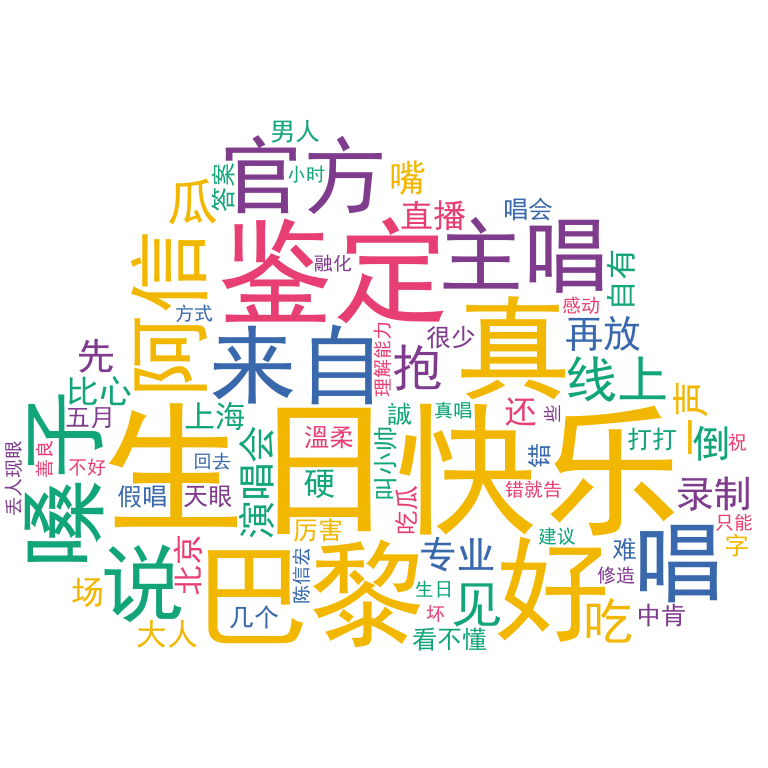 男人
官方
小时
答案
嘴
瓜
直播
唱会
鉴定
主唱
阿信
融化
自有
感动
方式
真
再放
来自
理解能力
很少
抱
先
线上
比心
嗓子
五月
上海
誠
真唱
还
些
一声
生日快乐
溫柔
演唱会
叫小帅
打打
倒
祝
错
丢人现眼
善良
不好
回去
硬
假唱
天眼
吃瓜
错就告
录制
只能
厉害
北京
说
巴黎
陈信宏
专业
建议
好
难
唱
字
修造
场
几个
生日
坏
见
吃
中肯
大人
看不懂